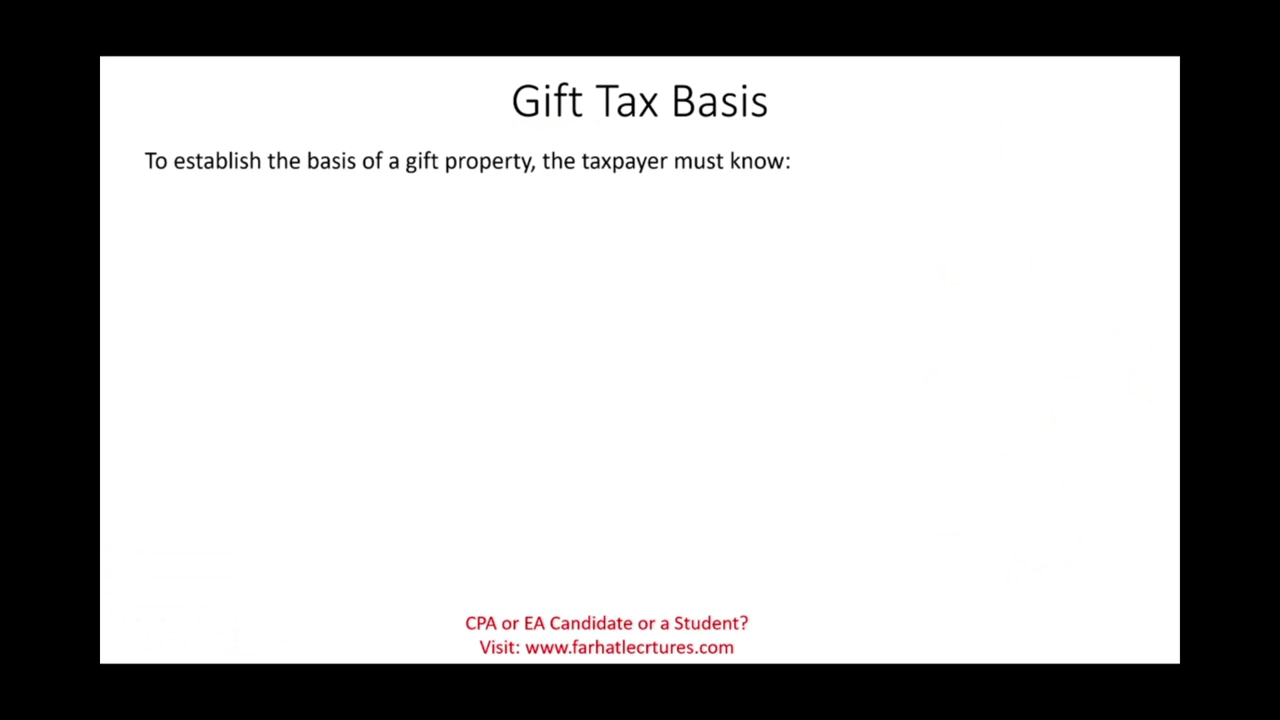 Gift Tax Basis
To establish the basis of a gift property, the taxpayer must know:
CPA or EA Candidate or a Student?
Visit: www.farhatlecrtures.com